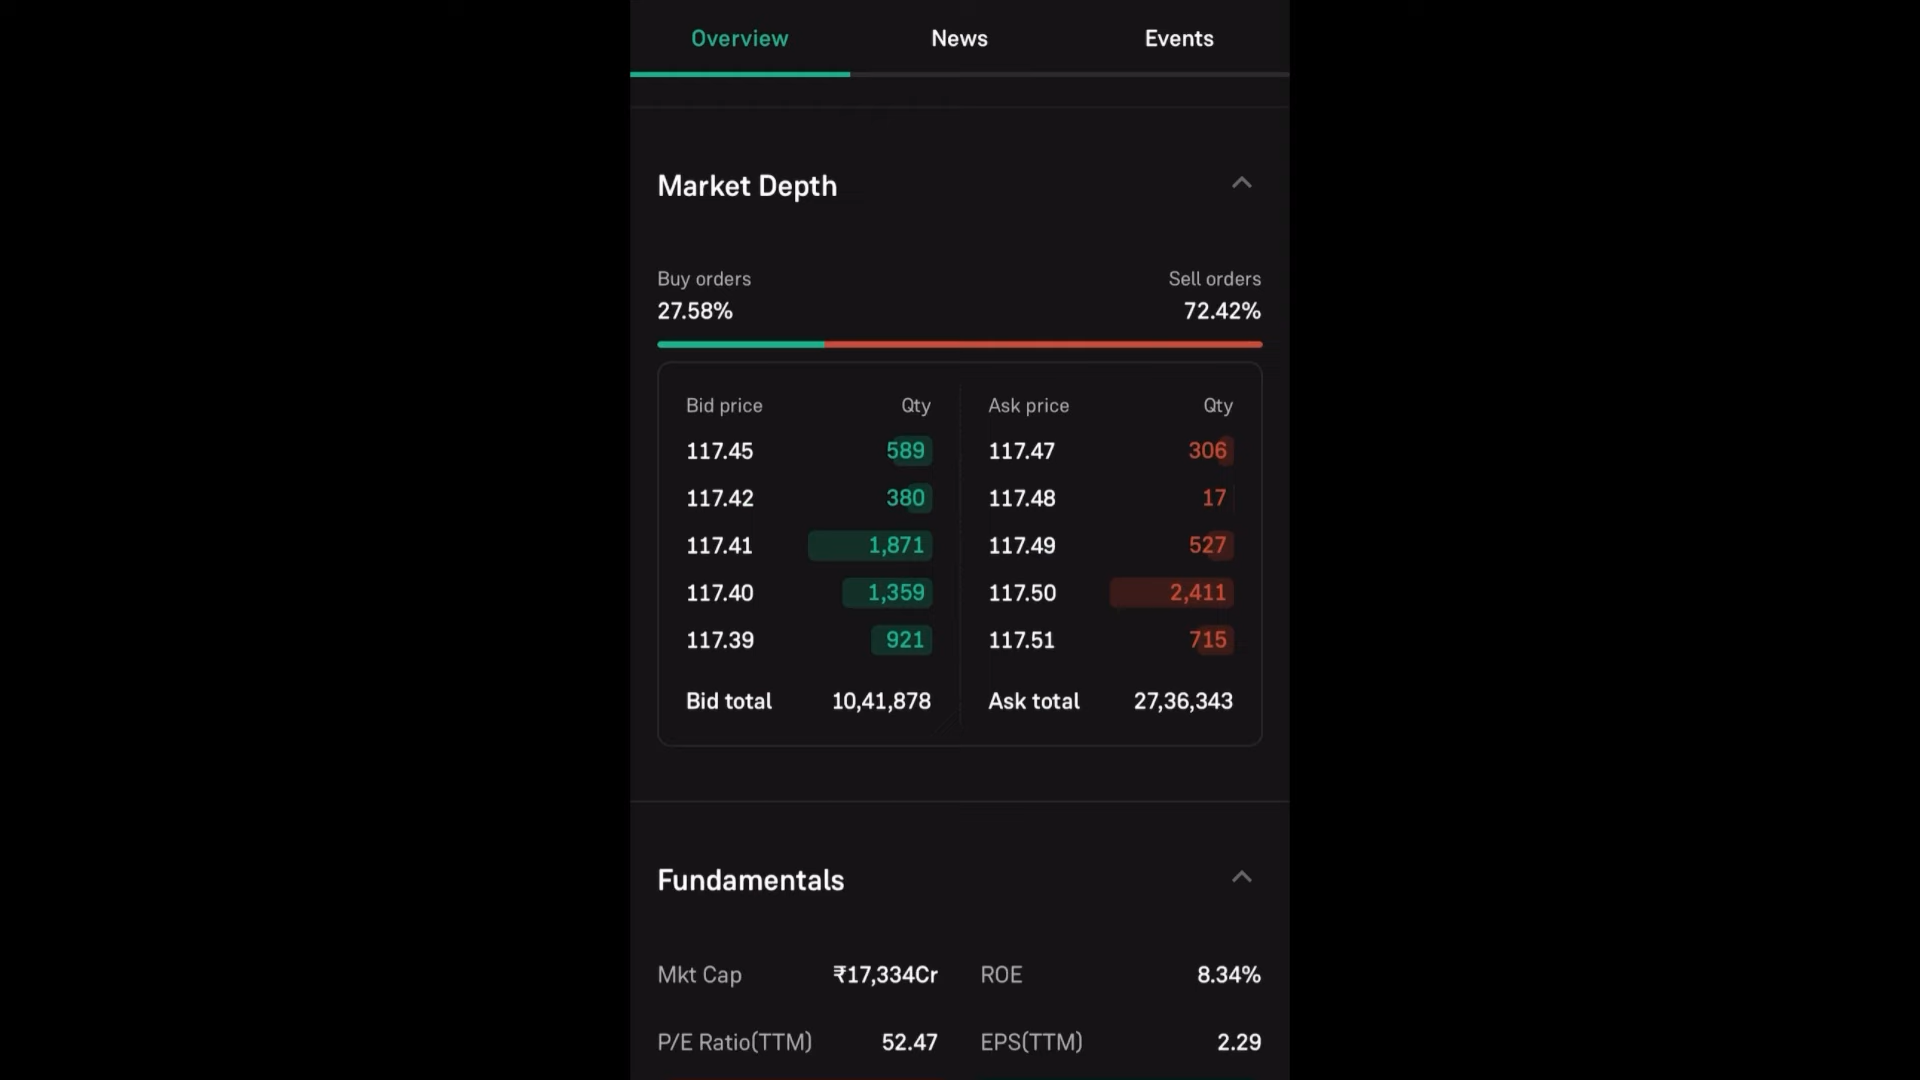 Overview News Events
Market Depth
Buy orders Sell orders
27.58% 72.42%
Bid price Qty Ask price Qty
117.45 589 117.47 306
117.42 380 117.48 17
117.41 1,871 117.49 527
117.40 1,359 117.50 2,411
117.39 921 117.51 715
Bid total 10,41,878 Ask total 27,36,343
Fundamentals
Mkt Cap ₹17,334Cr ROE 8.34%
P/E Ratio(TTM) 52.47 EPS(TTM) 2.29